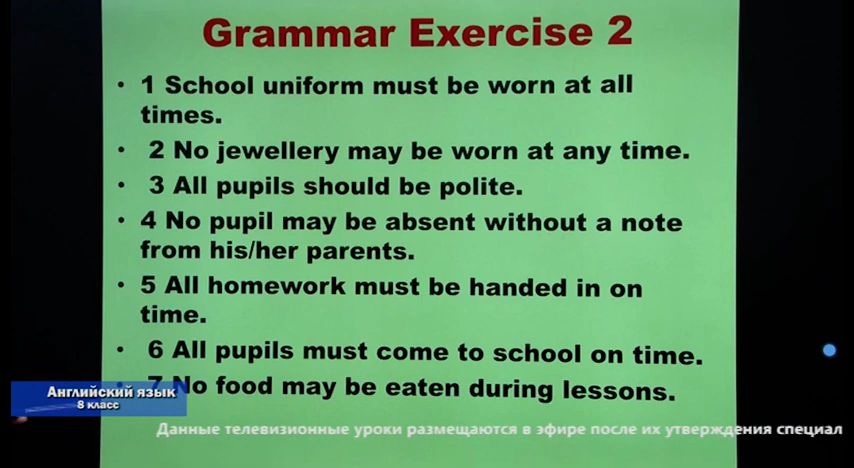 Grammar Exercise 2
• 1 School uniform must be worn at all
times.
• 2 No jewellery may be worn at any time.
• 3 All pupils should be polite.
• 4 No pupil may be absent without a note
from his/her parents.
• 5 All homework must be handed in on
time.
• 6 All pupils must come to school on time.
• 7 No food may be eaten during lessons.
Английский язык
8 класс
Данные телевизионные уроки размещаются в эфире после их утверждения специал